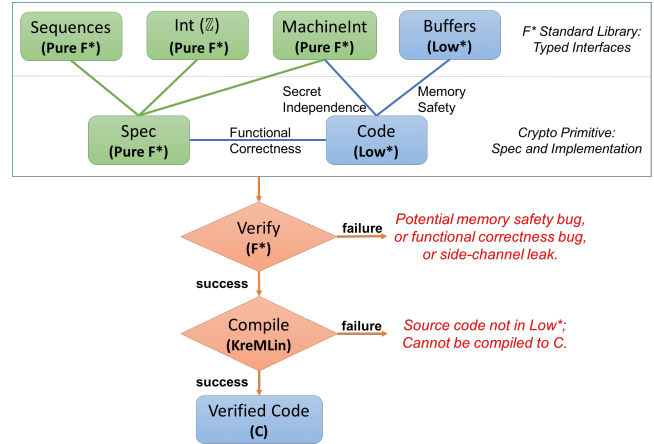 Sequences
(Pure F*)
Int (ℤ)
(Pure F*)
MachineInt
(Pure F*)
Buffers
(Low*)
F* Standard Library:
Typed Interfaces
Secret
Independence
Memory
Safety
Spec
(Pure F*)
Functional
Correctness
Code
(Low*)
Crypto Primitive:
Spec and Implementation
Verify
(F*)
failure
Potential memory safety bug,
or functional correctness bug,
or side-channel leak.
success
Compile
(KreMLin)
failure
Source code not in Low*;
Cannot be compiled to C.
success
Verified Code
(C)